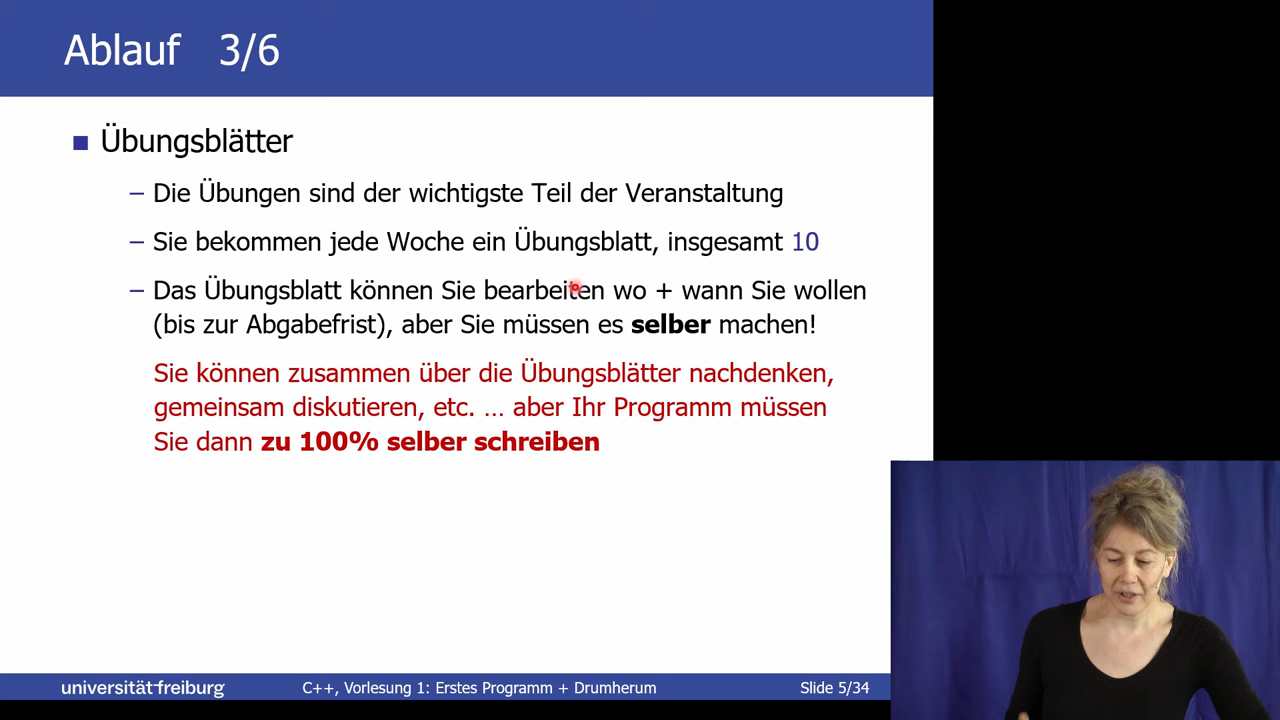 Ablauf 3/6
Übungsblätter
– Die Übungen sind der wichtigste Teil der Veranstaltung
– Sie bekommen jede Woche ein Übungsblatt, insgesamt 10
– Das Übungsblatt können Sie bearbeiten wo + wann Sie wollen
(bis zur Abgabefrist), aber Sie müssen es selber machen!
Sie können zusammen über die Übungsblätter nachdenken,
gemeinsam diskutieren, etc. … aber Ihr Programm müssen
Sie dann zu 100% selber schreiben
universität freiburg
C++, Vorlesung 1: Erstes Programm + Drumherum
Slide 5/34